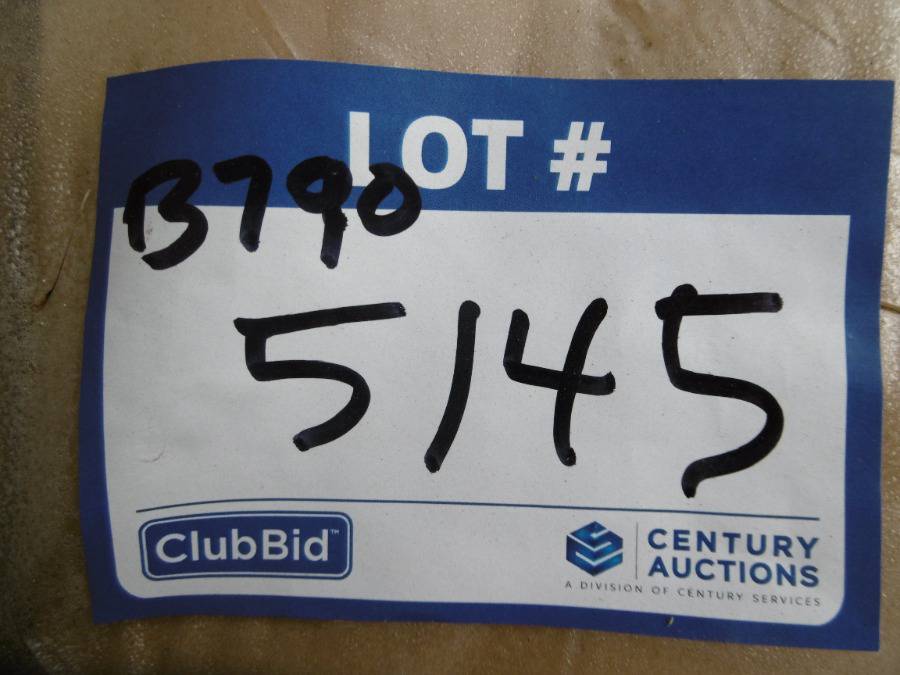 LOT #
B790
5145
ClubBid™
CENTURY
AUCTIONS
A DIVISION OF CENTURY SERVICES